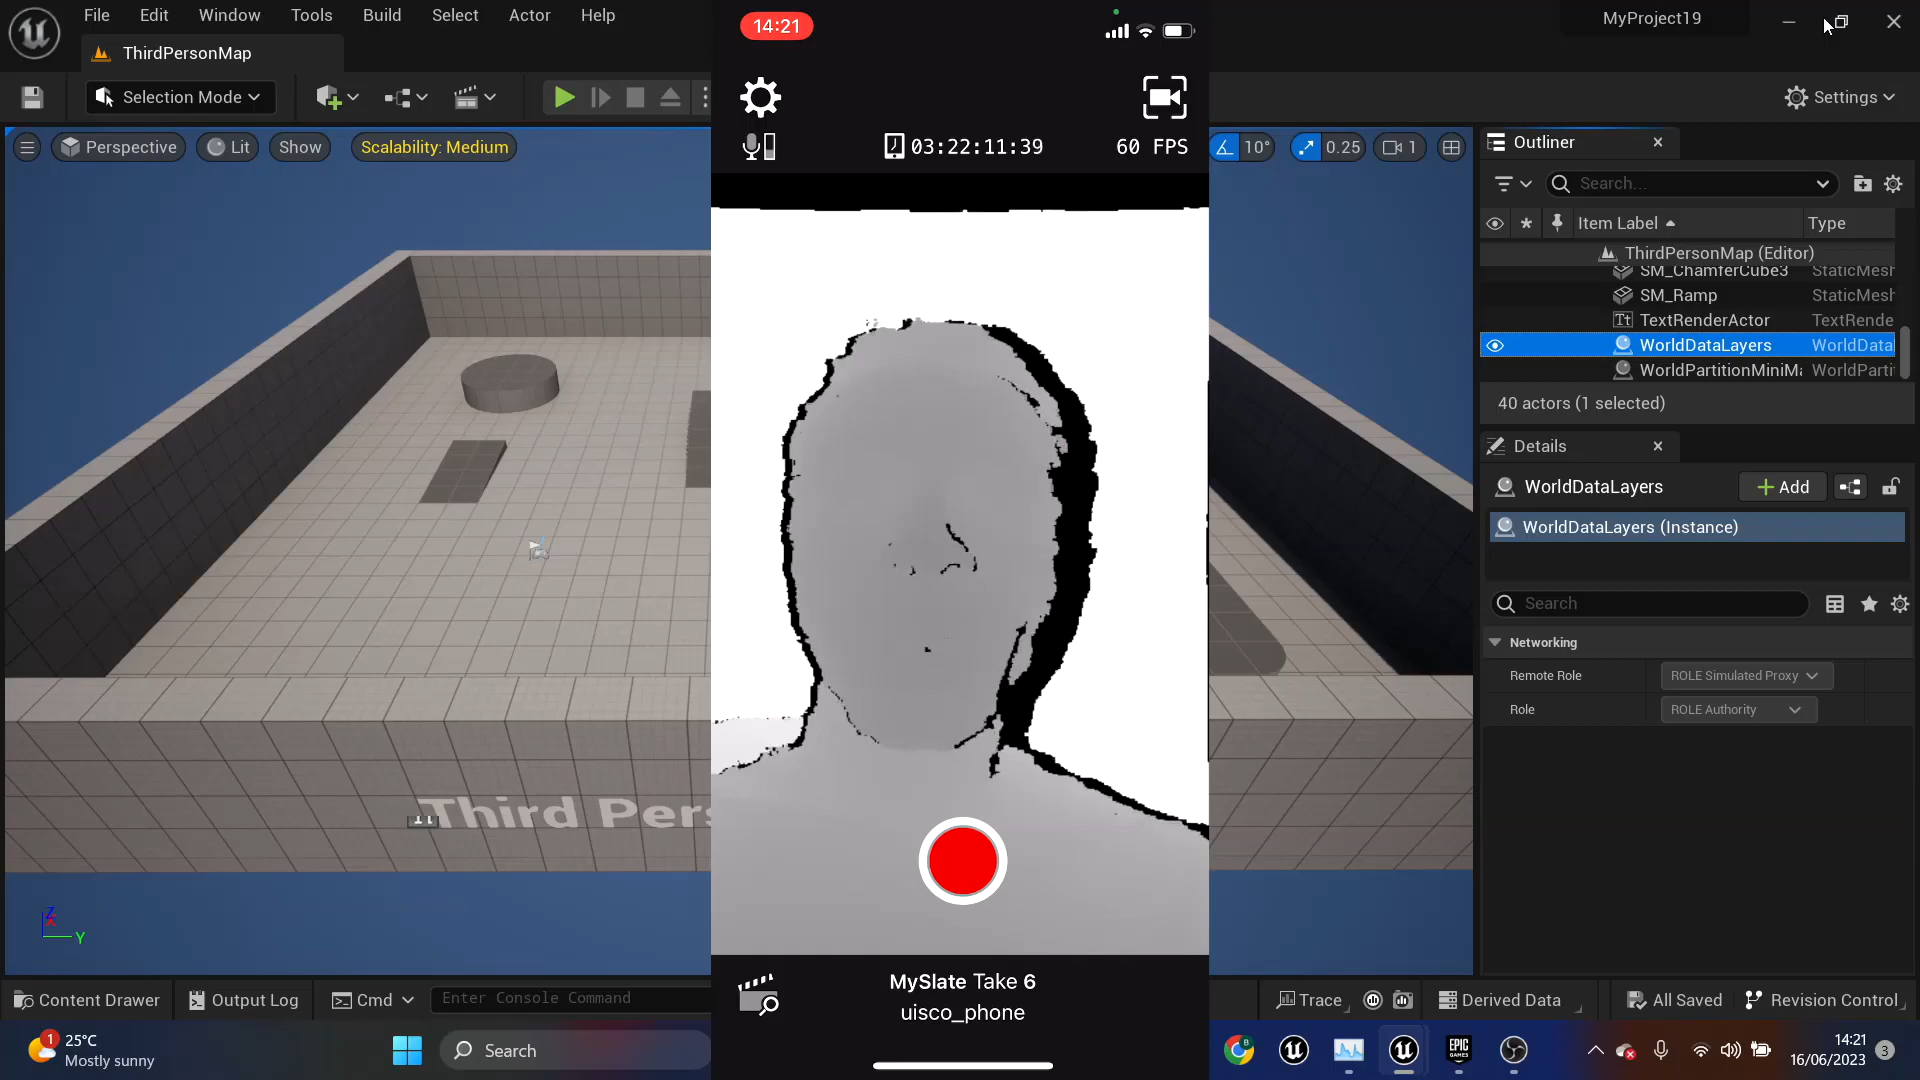 File Edit Window Tools Build Select Actor Help
MyProject19
ThirdPersonMap
Selection Mode
Settings
Perspective
Lit
Show
Scalability: Medium
10°
0.25
1
14:21
03:22:11:39
60 FPS
MySlate Take 6
uisco_phone
Third Pers
Z
Y
Outliner
Search...
Item Label
Type
ThirdPersonMap (Editor)
SM_ChamferCube3 StaticMesh
SM_Ramp StaticMesh
TextRenderActor TextRende
WorldDataLayers WorldData
WorldPartitionMiniMa WorldParti
40 actors (1 selected)
Details
WorldDataLayers
Add
WorldDataLayers (Instance)
Search
Networking
Remote Role ROLE Simulated Proxy
Role ROLE Authority
Content Drawer
Output Log
Cmd
Enter Console Command
Trace
Derived Data
All Saved
Revision Control
1
25°C
Mostly sunny
Search
EPIC
GAMES
14:21
16/06/2023
3